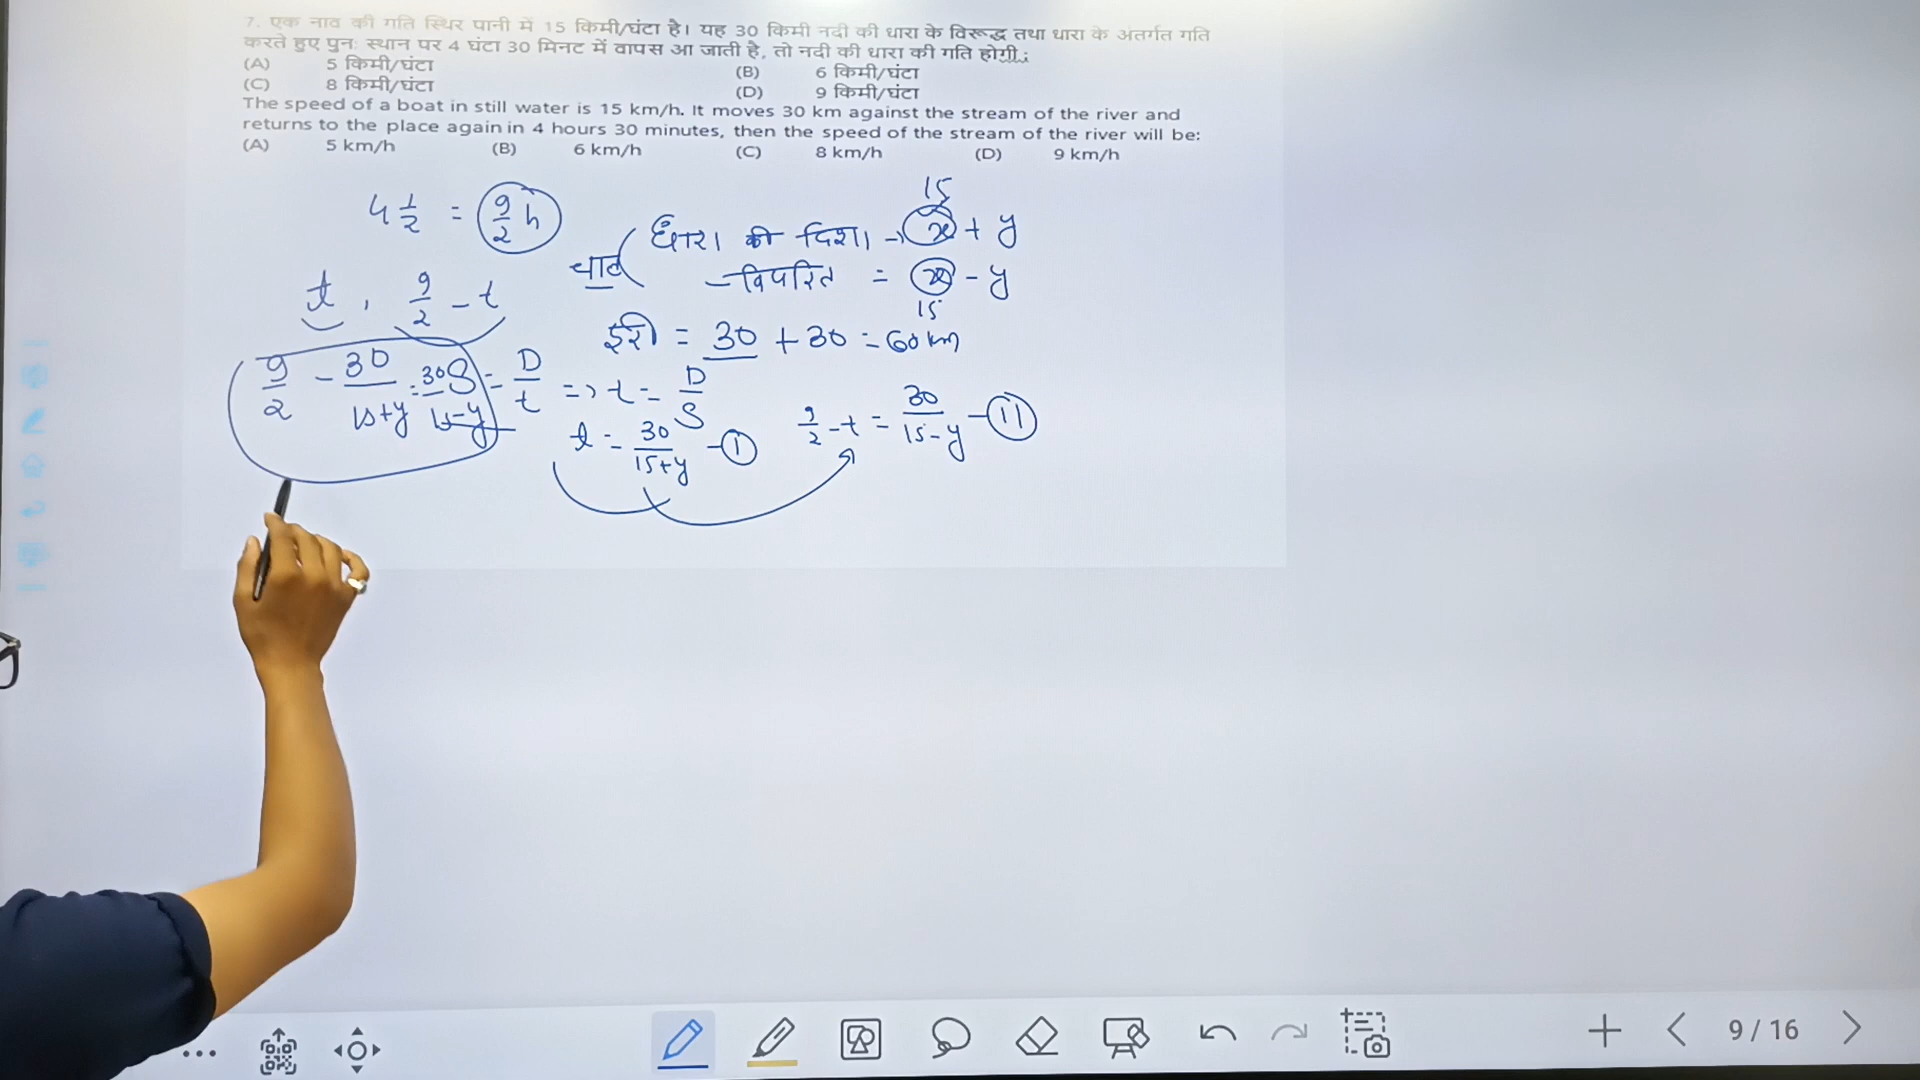 7. एक नाव की गति स्थिर पानी में 15 किमी/घंटा है। यह 30 किमी नदी की धारा के विरूद्ध तथा धारा के अंतर्गत गति
करते हुए पुनः स्थान पर 4 घंटा 30 मिनट में वापस आ जाती है, तो नदी की धारा की गति होगी:
(A) 5 किमी/घंटा (B) 6 किमी/घंटा
(C) 8 किमी/घंटा (D) 9 किमी/घंटा
The speed of a boat in still water is 15 km/h. It moves 30 km against the stream of the river and
returns to the place again in 4 hours 30 minutes, then the speed of the stream of the river will be:
(A) 5 km/h (B) 6 km/h (C) 8 km/h (D) 9 km/h
4 1/2 = 9/2 h
15
धारा की दिशा → x + y
चाल
विपरित = x - y
15
t, 9/2 - t
दूरी = 30 + 30 = 60 km
9/2 - 30/15+y = 30/15-y
S = D/t => t = D/S
t = 30/15+y - 1
9/2 - t = 30/15-y - 11
9 / 16